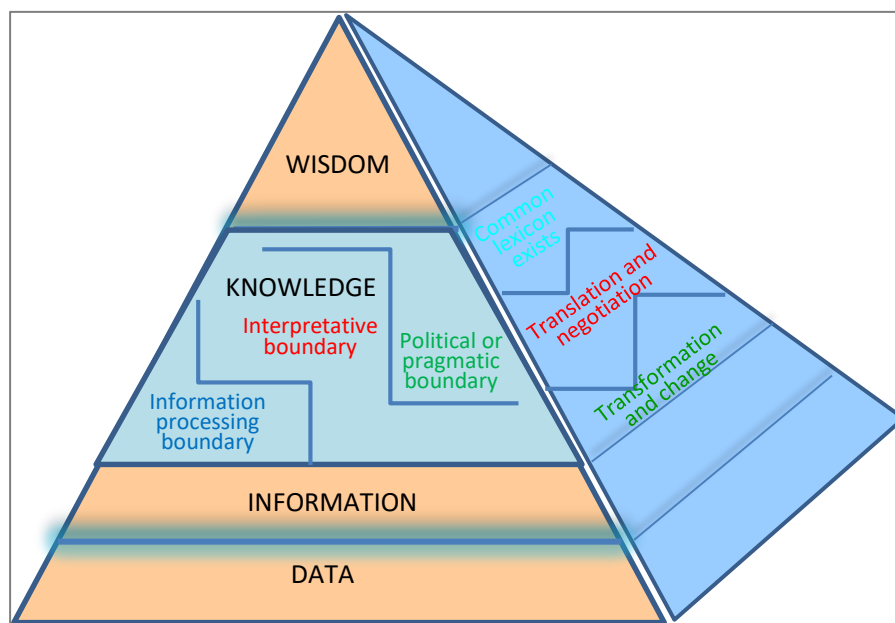 WISDOM
KNOWLEDGE
Interpretative
boundary
Political or
pragmatic
boundary
Information
processing
boundary
INFORMATION
DATA
Common
lexicon
exists
Translation and
negotiation
Transformation
and change